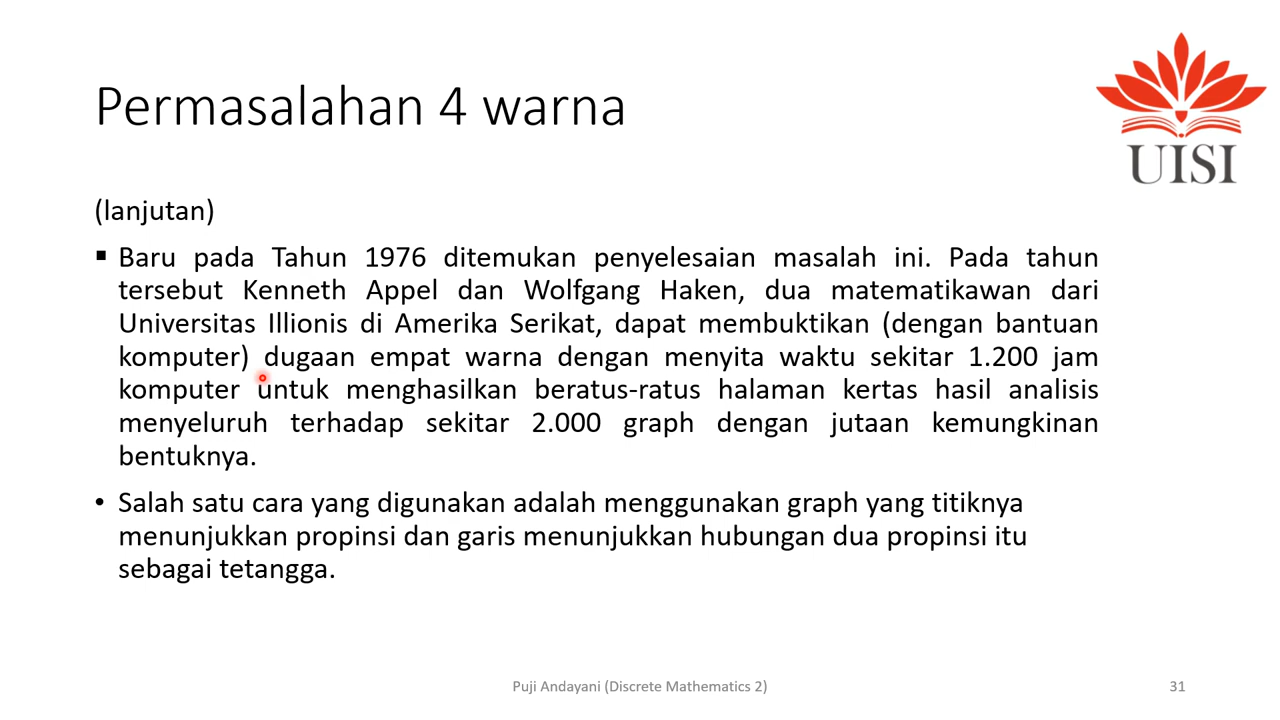 Permasalahan 4 warna
UISI
(lanjutan)
▪ Baru pada Tahun 1976 ditemukan penyelesaian masalah ini. Pada tahun
tersebut Kenneth Appel dan Wolfgang Haken, dua matematikawan dari
Universitas Illionis di Amerika Serikat, dapat membuktikan (dengan bantuan
komputer) dugaan empat warna dengan menyita waktu sekitar 1.200 jam
komputer untuk menghasilkan beratus-ratus halaman kertas hasil analisis
menyeluruh terhadap sekitar 2.000 graph dengan jutaan kemungkinan
bentuknya.
• Salah satu cara yang digunakan adalah menggunakan graph yang titiknya
menunjukkan propinsi dan garis menunjukkan hubungan dua propinsi itu
sebagai tetangga.
Puji Andayani (Discrete Mathematics 2)
31